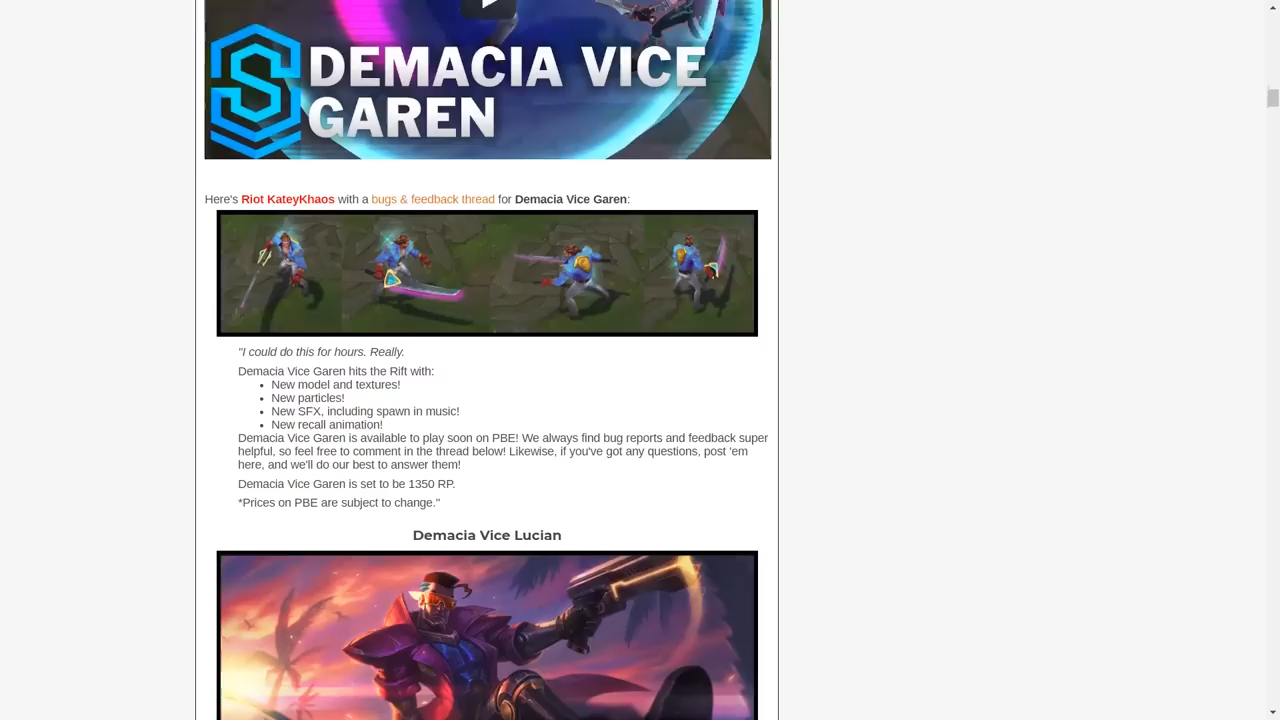 DEMACIA VICE
GAREN
Here's Riot KateyKhaos with a bugs & feedback thread for Demacia Vice Garen:
"I could do this for hours. Really.
Demacia Vice Garen hits the Rift with:
• New model and textures!
• New particles!
• New SFX, including spawn in music!
• New recall animation!
Demacia Vice Garen is available to play soon on PBE! We always find bug reports and feedback super
helpful, so feel free to comment in the thread below! Likewise, if you've got any questions, post 'em
here, and we'll do our best to answer them!
Demacia Vice Garen is set to be 1350 RP.
*Prices on PBE are subject to change."
Demacia Vice Lucian